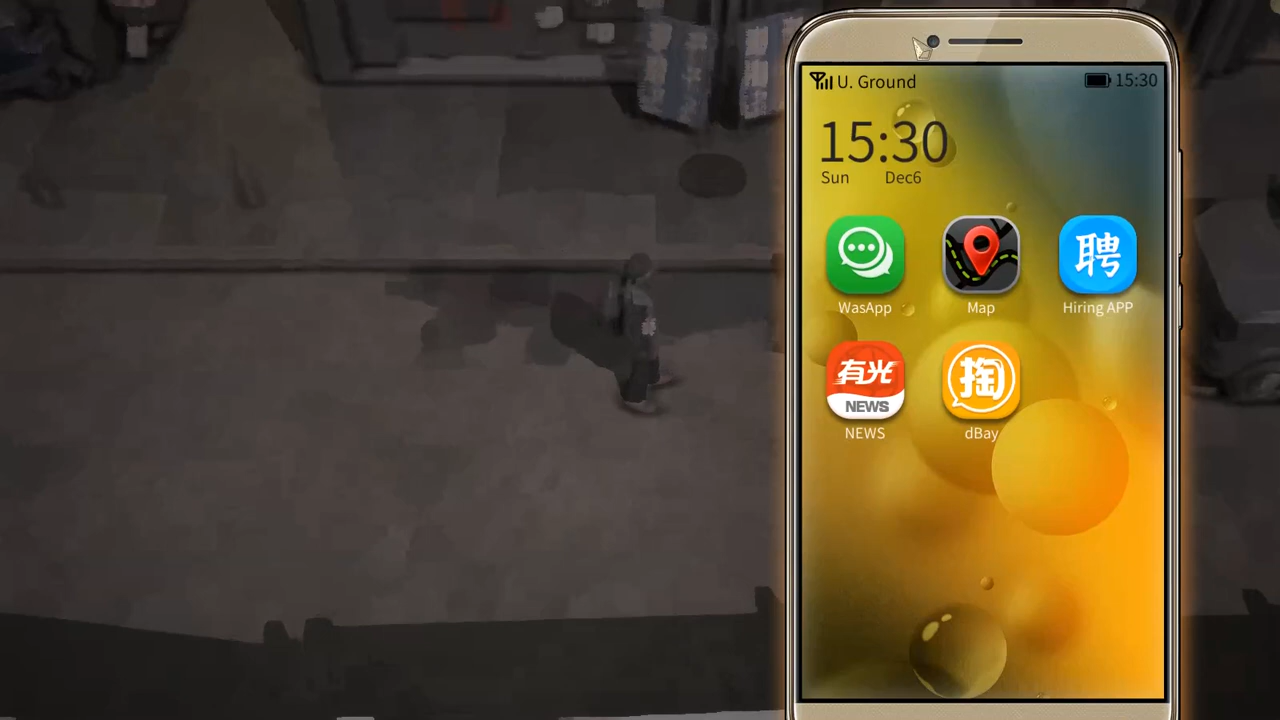 U. Ground 15:30
15:30
Sun Dec6
聘
WasApp Map Hiring APP
有光 掏
NEWS
NEWS dBay